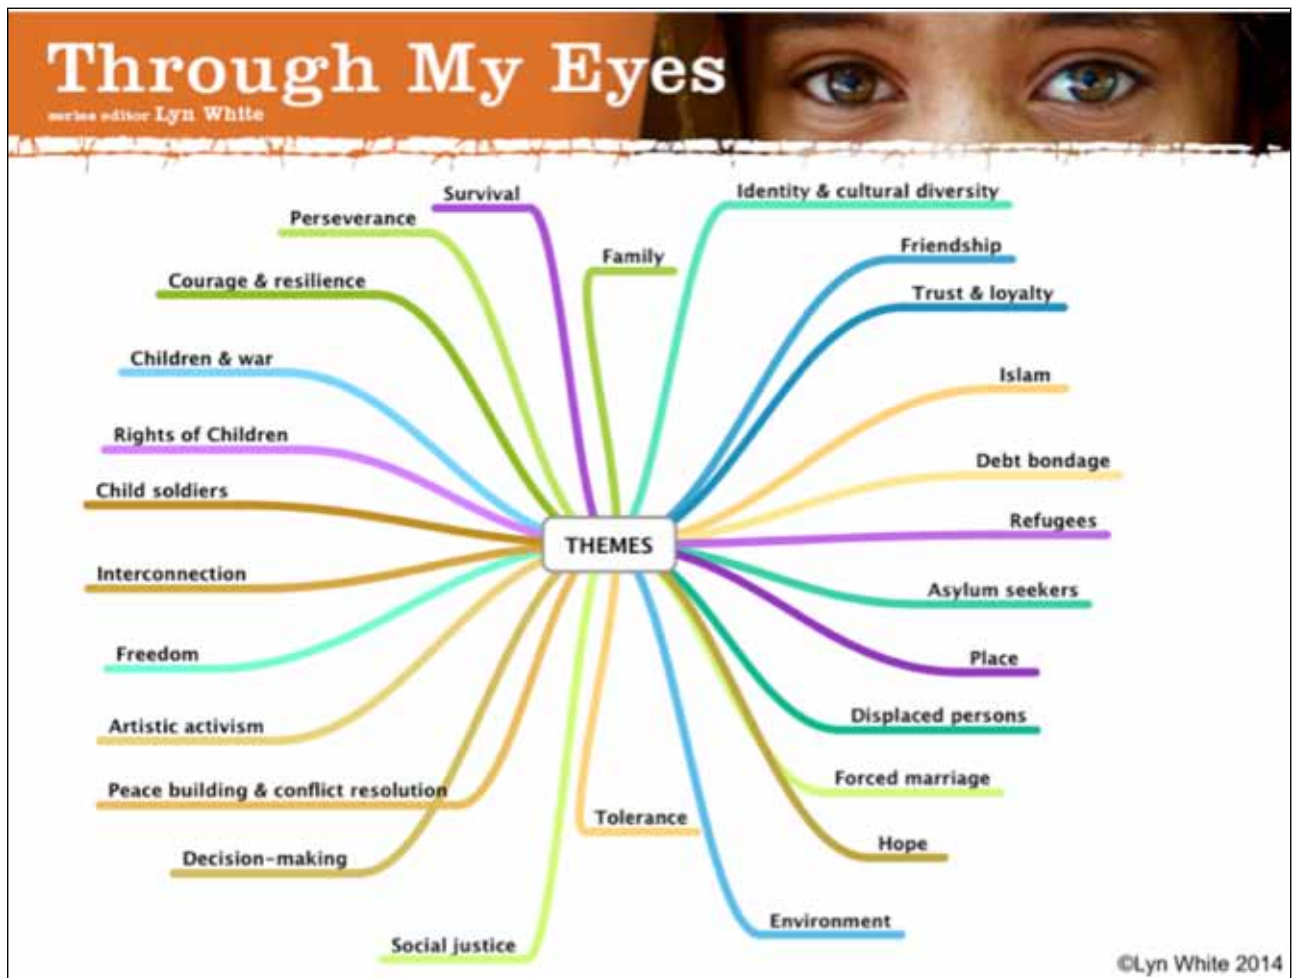 Through My Eyes
series editor Lyn White
Survival
Identity & cultural diversity
Perseverance
Family
Friendship
Courage & resilience
Trust & loyalty
Children & war
Islam
Rights of Children
Debt bondage
Child soldiers
Refugees
THEMES
Interconnection
Asylum seekers
Freedom
Place
Artistic activism
Displaced persons
Peace building & conflict resolution
Forced marriage
Tolerance
Decision-making
Hope
Social justice
Environment
©Lyn White 2014